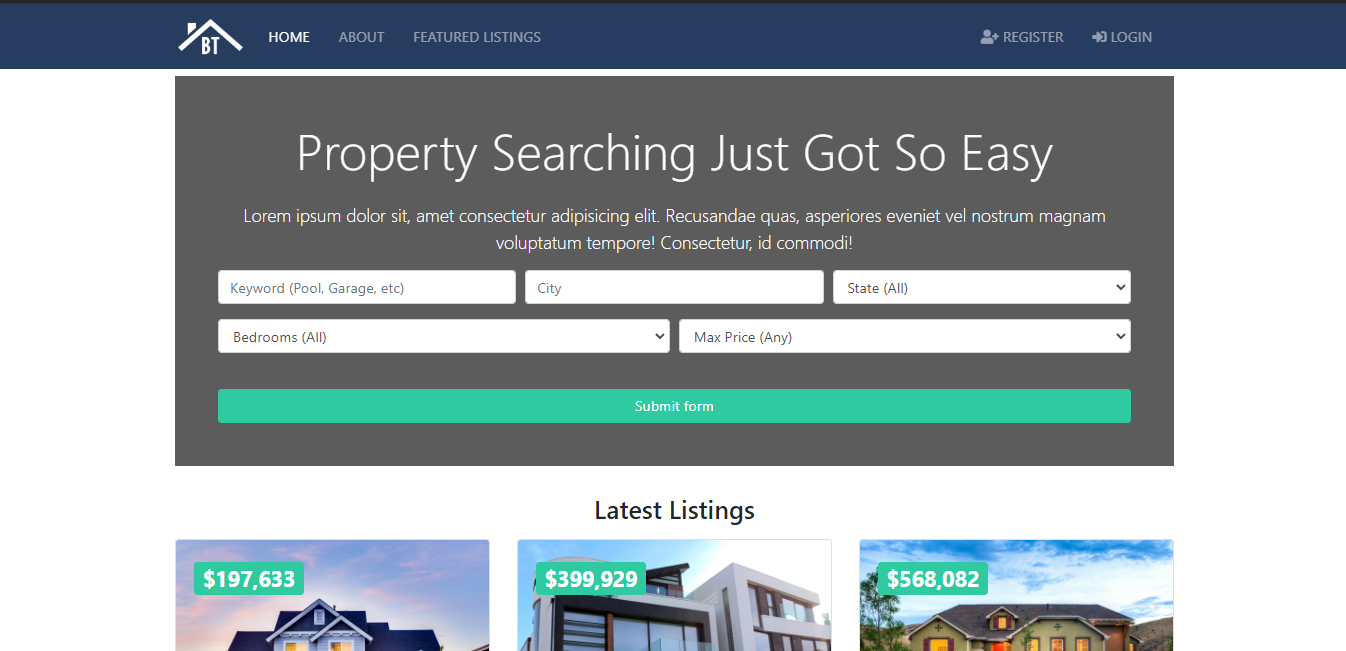 BT HOME ABOUT FEATURED LISTINGS REGISTER LOGIN
Property Searching Just Got So Easy
Lorem ipsum dolor sit, amet consectetur adipisicing elit. Recusandae quas, asperiores eveniet vel nostrum magnam
voluptatum tempore! Consectetur, id commodi!
Keyword (Pool, Garage, etc) City State (All)
Bedrooms (All) Max Price (Any)
Submit form
Latest Listings
$197,633 $399,929 $568,082